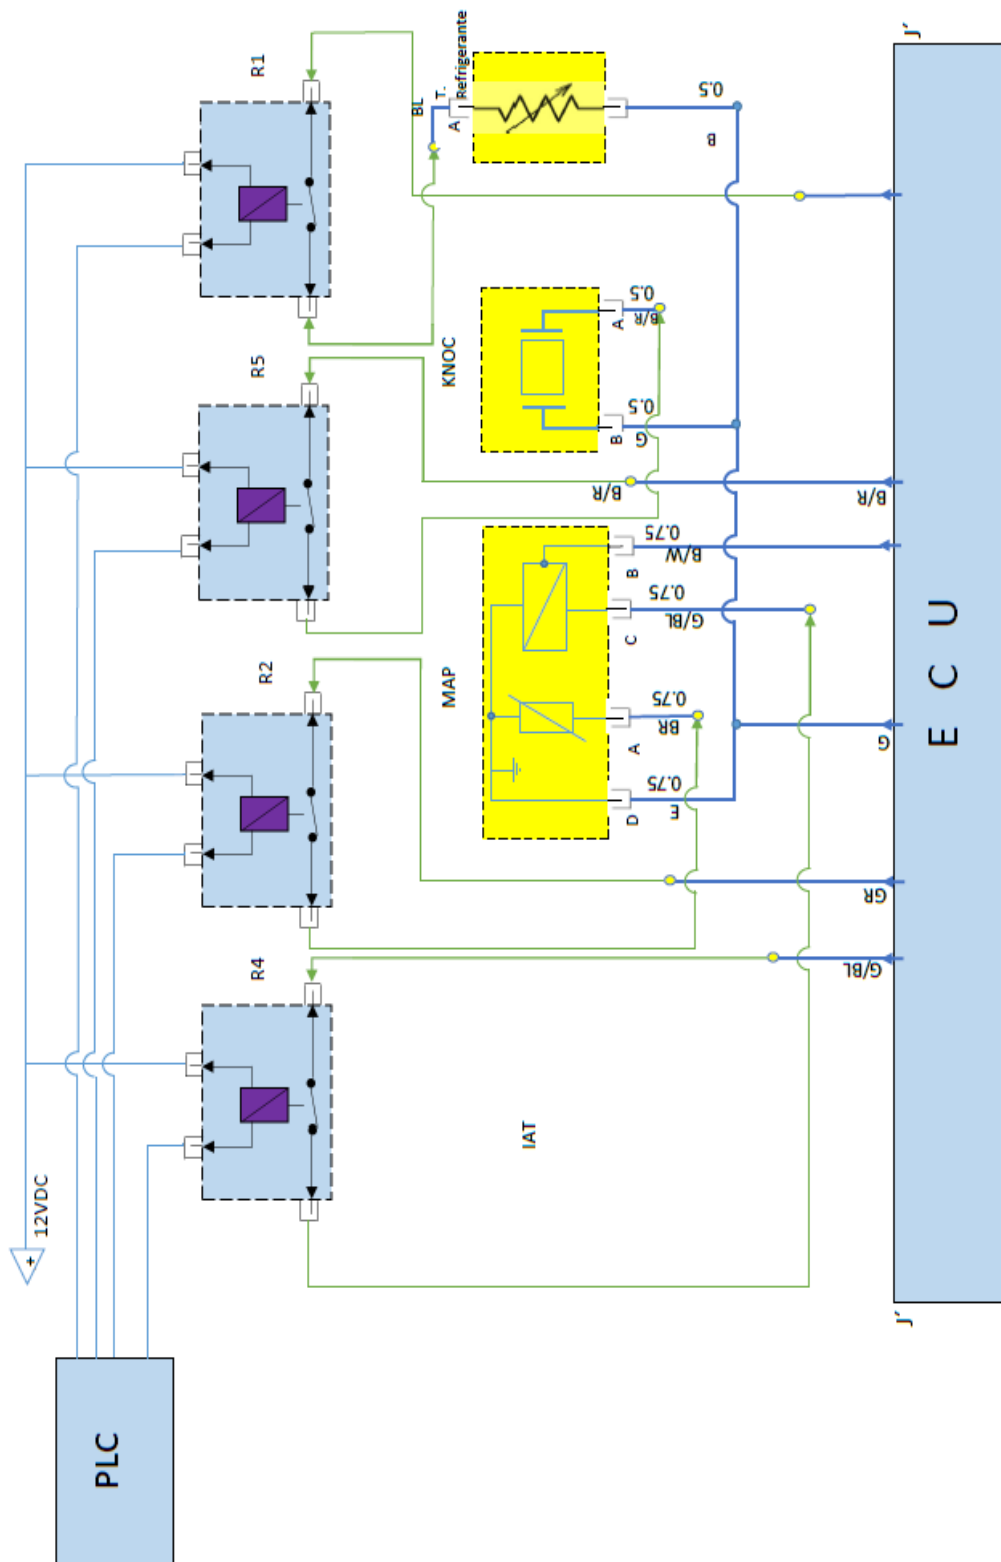 12VDC
PLC
R4
R2
R5
R1
IAT
MAP
KNOC
T.
Refrigerante
BL
A
0.5
B
B
G
0.5
A
B/R
0.5
D
E
0.75
A
BR
0.75
C
G/BL
0.75
B
B/W
0.75
B/R
G/BL
GR
G
B/R
J'
E C U
J'